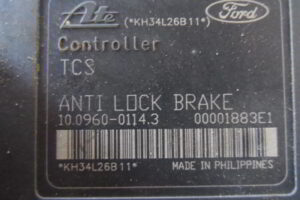 Ate (*KH34L26B11*) Ford
Controller
TCS
ANTI LOCK BRAKE
10.0960-0114.3 00001883E1
*KH34L26B11* MADE IN PHILIPPINES